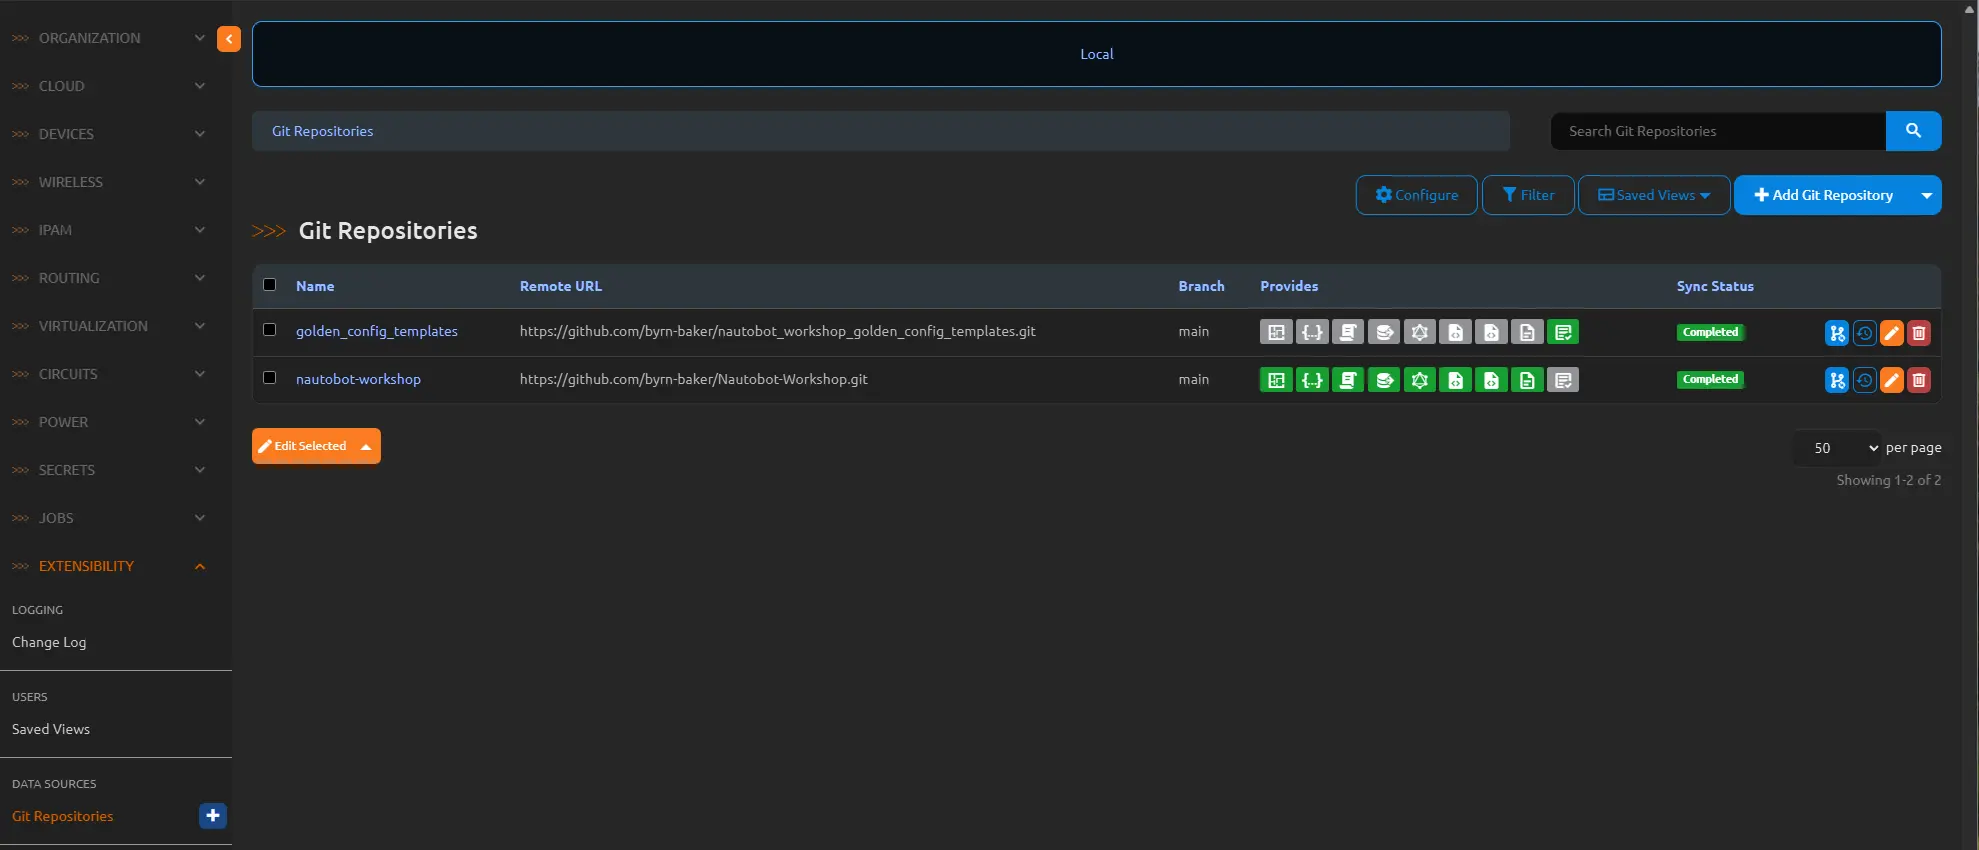 ORGANIZATION
CLOUD
DEVICES
WIRELESS
IPAM
ROUTING
VIRTUALIZATION
CIRCUITS
POWER
SECRETS
JOBS
EXTENSIBILITY
LOGGING
Change Log
USERS
Saved Views
DATA SOURCES
Git Repositories
Local
Git Repositories
Search Git Repositories
Configure Filter Saved Views Add Git Repository
Git Repositories
Name Remote URL Branch Provides Sync Status
golden_config_templates https://github.com/byrn-baker/nautobot_workshop_golden_config_templates.git main Completed
nautobot-workshop https://github.com/byrn-baker/Nautobot-Workshop.git main Completed
Edit Selected
50 per page
Showing 1-2 of 2